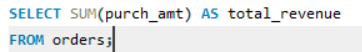 SELECT SUM(purch_amt) AS total_revenue
FROM orders;